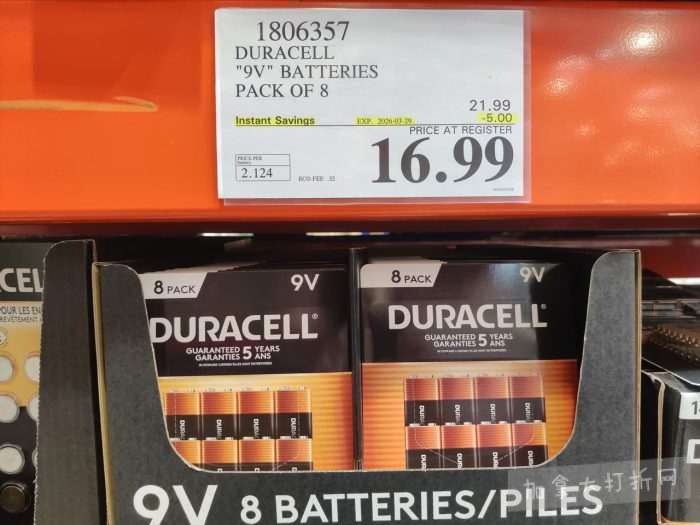 1806357
DURACELL
"9V" BATTERIES
PACK OF 8
21.99
Instant Savings EXP. 2026-03-29 -5.00
PRICE AT REGISTER
16.99
PRICE PER
2.124
8 PACK 9V
DURACELL®
GUARANTEED 5 YEARS
GARANTIES 5 ANS
8 PACK 9V
DURACELL®
GUARANTEED 5 YEARS
GARANTIES 5 ANS
9V 8 BATTERIES/PILES
加拿大打折网